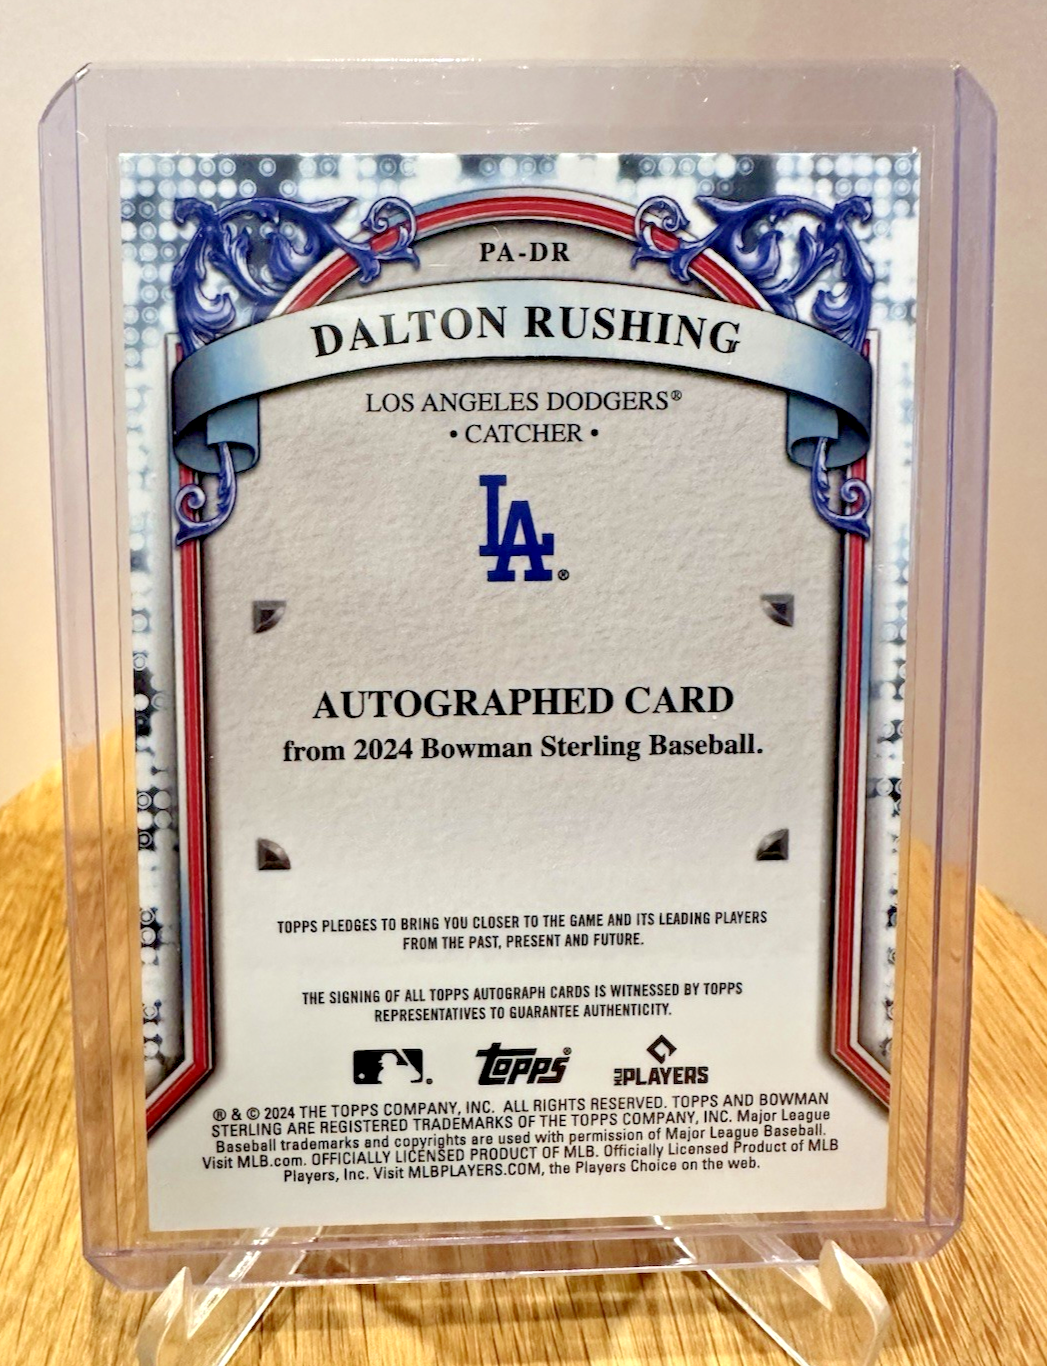 PA-DR
DALTON RUSHING
LOS ANGELES DODGERS®
• CATCHER •
LA®
AUTOGRAPHED CARD
from 2024 Bowman Sterling Baseball.
TOPPS PLEDGES TO BRING YOU CLOSER TO THE GAME AND ITS LEADING PLAYERS
FROM THE PAST, PRESENT AND FUTURE.
THE SIGNING OF ALL TOPPS AUTOGRAPH CARDS IS WITNESSED BY TOPPS
REPRESENTATIVES TO GUARANTEE AUTHENTICITY.
topps® MLB PLAYERS
® & © 2024 THE TOPPS COMPANY, INC. ALL RIGHTS RESERVED. TOPPS AND BOWMAN
STERLING ARE REGISTERED TRADEMARKS OF THE TOPPS COMPANY, INC. Major League
Baseball trademarks and copyrights are used with permission of Major League Baseball.
Visit MLB.com. OFFICIALLY LICENSED PRODUCT OF MLB. Officially Licensed Product of MLB
Players, Inc. Visit MLBPLAYERS.COM, the Players Choice on the web.